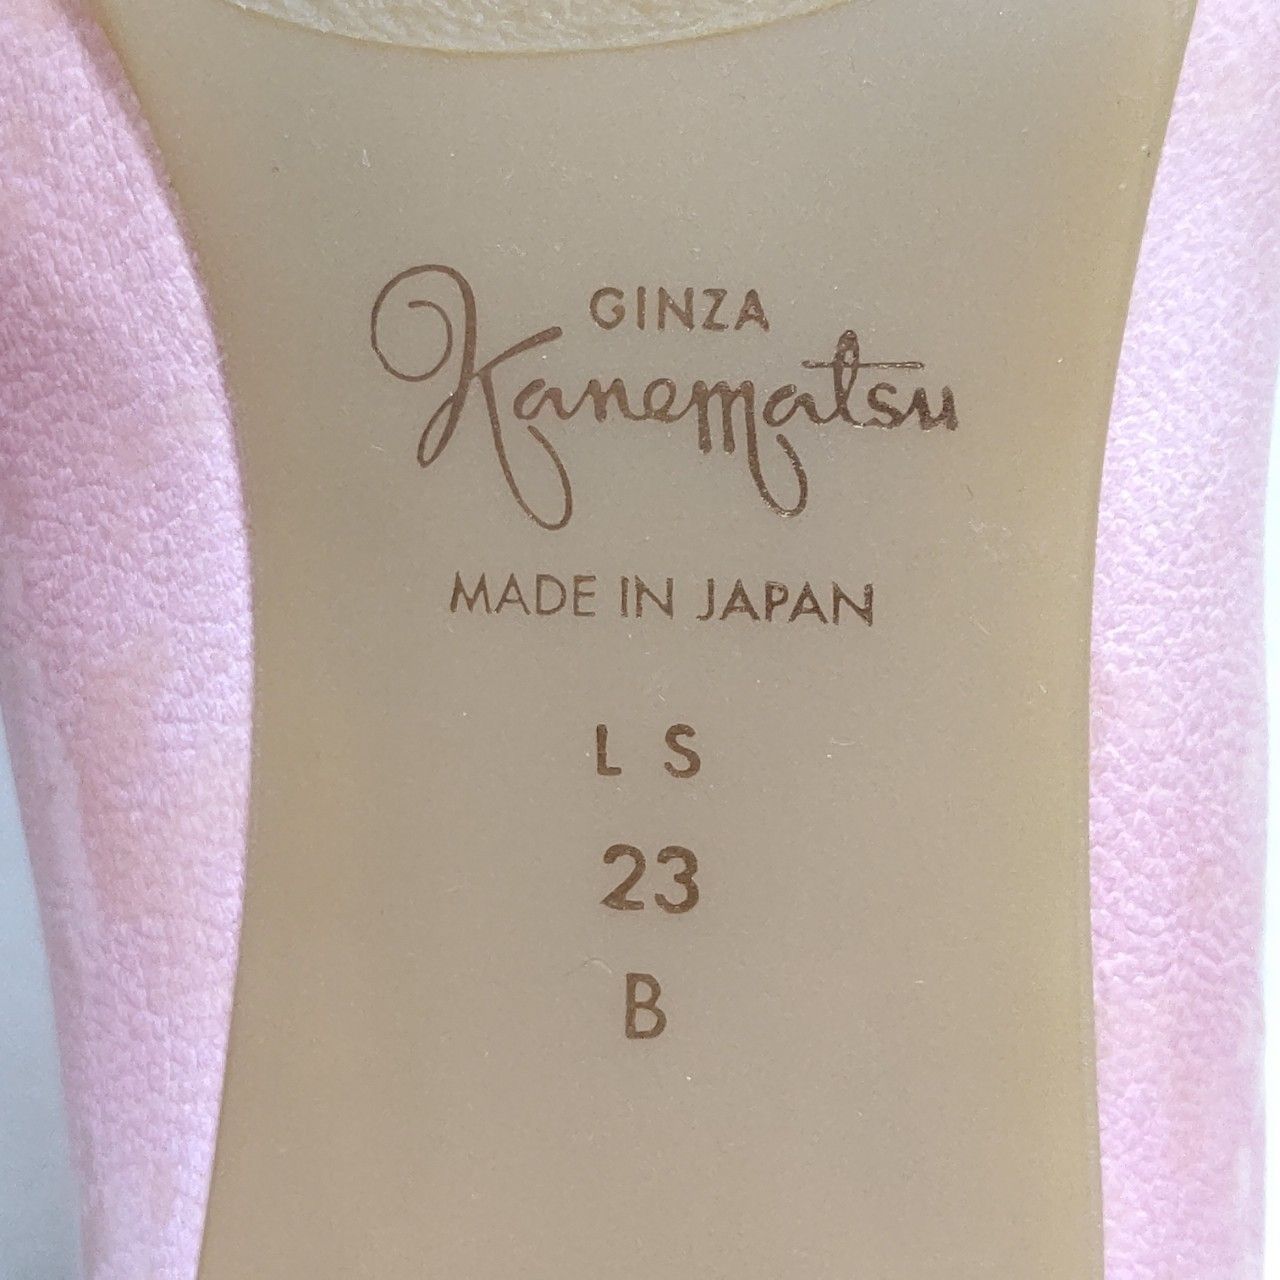 GINZA
Kanematsu
MADE IN JAPAN
L S
23
B